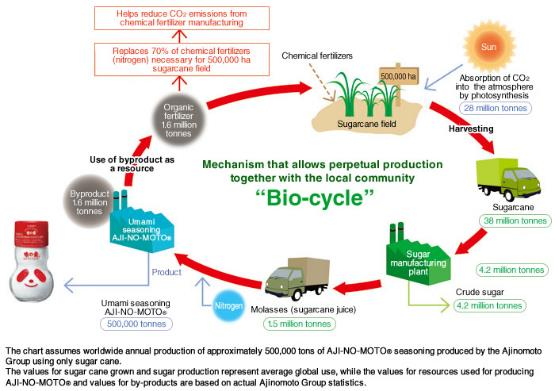 Helps reduce CO₂ emissions from
chemical fertilizer manufacturing
Replaces 70% of chemical fertilizers
(nitrogen) necessary for 500,000 ha
sugarcane field
Organic
fertilizer
1.6 million
tonnes
Chemical fertilizers
500,000 ha
Sugarcane field
Sun
Absorption of CO₂
into the atmosphere
by photosynthesis
28 million tonnes
Harvesting
Use of byproduct as
a resource
Byproduct
1.6 million
tonnes
Mechanism that allows perpetual production
together with the local community
“Bio-cycle”
Sugarcane
38 million tonnes
Umami
seasoning
AJI-NO-MOTO®
Sugar
manufacturing
plant
4.2 million tonnes
Crude sugar
4.2 million tonnes
Product
Nitrogen
Molasses (sugarcane juice)
1.5 million tonnes
Umami seasoning
AJI-NO-MOTO®
500,000 tonnes
The chart assumes worldwide annual production of approximately 500,000 tons of AJI-NO-MOTO® seasoning produced by the Ajinomoto
Group using only sugar cane.
The values for sugar cane grown and sugar production represent average global use, while the values for resources used for producing
AJI-NO-MOTO® and values for by-products are based on actual Ajinomoto Group statistics.